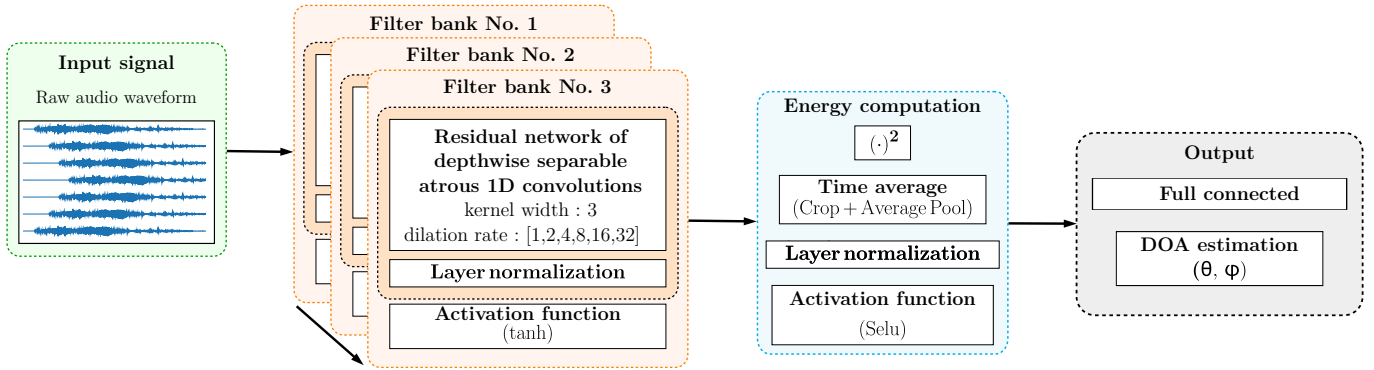 Input signal
Raw audio waveform
Filter bank No. 1
Filter bank No. 2
Filter bank No. 3
Residual network of
depthwise separable
atrous 1D convolutions
kernel width : 3
dilation rate : [1,2,4,8,16,32]
Layer normalization
Activation function
(tanh)
Energy computation
(·)²
Time average
(Crop + Average Pool)
Layer normalization
Activation function
(Selu)
Output
Full connected
DOA estimation
(θ, φ)